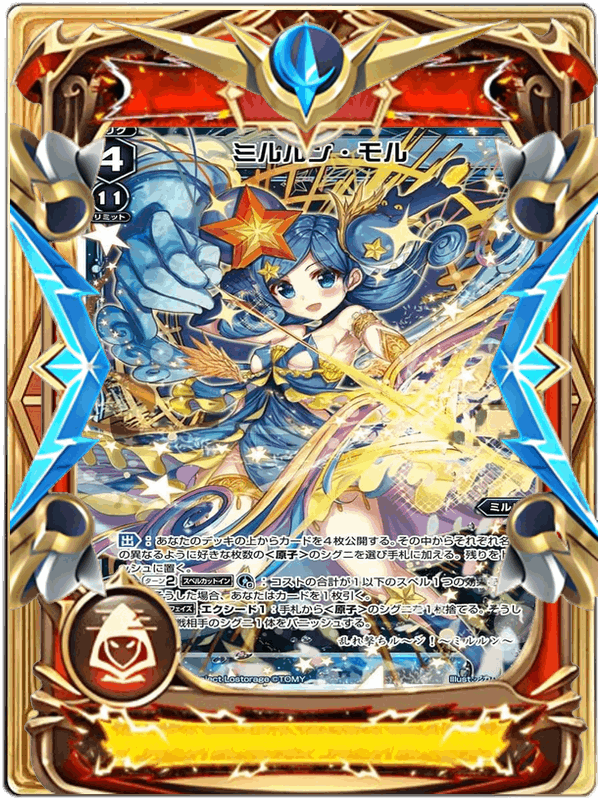 4
ミルルン・モル
11
リミット
ミル
出：あなたのデッキの上からカードを４枚公開する。その中からそれぞれ名
の異なるように好きな枚数の＜原子＞のシグニを選び手札に加える。残りを
ッシュに置く。
ターン2 スペルカットイン ：コストの合計が１以下のスペル１つの効
うした場合、あなたはカードを１枚引く。
フェイズ エクシード１：手札から＜原子＞のシグニを１枚捨てる。そうし
戦相手のシグニ１体をバニッシュする。
乱れ撃ちル～ン！～ミルルン～
ject Lostorage ©TOMY
Illust